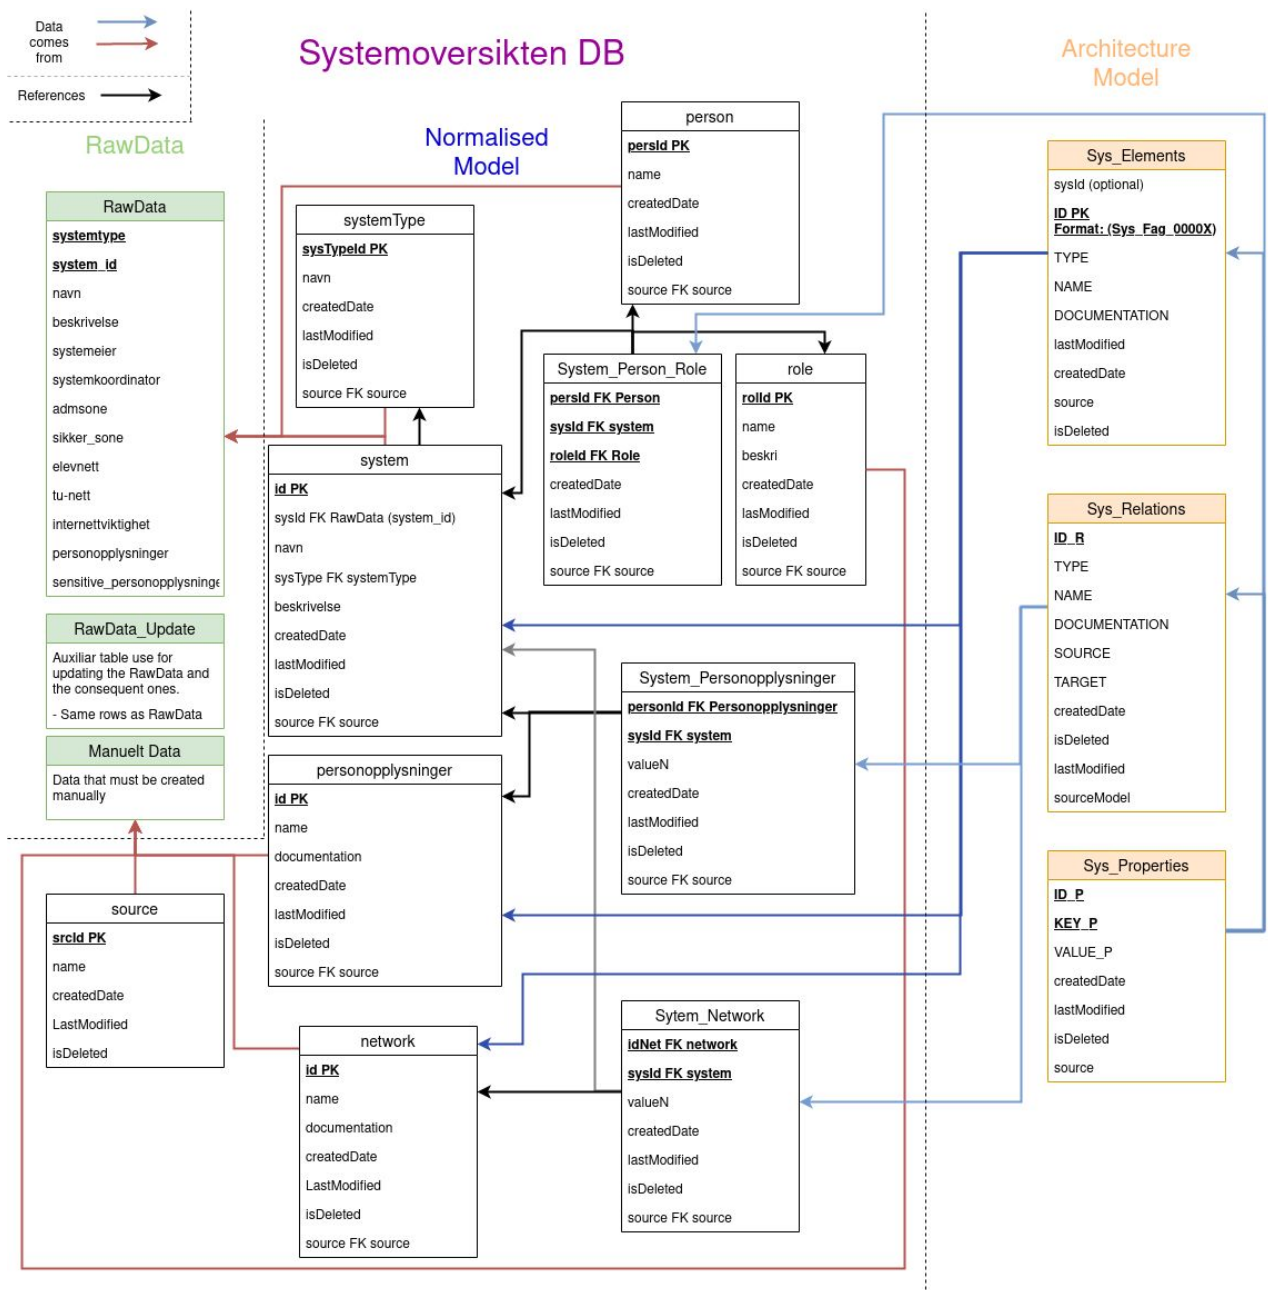 Data
comes
from
References
Systemoversikten DB
Architecture
Model
RawData
Normalised
Model
RawData
systemtype
system_id
navn
beskrivelse
systemeier
systemkoordinator
admsone
sikker_sone
elevnett
tu-nett
internettviktighet
personopplysninger
sensitive_personopplysninge
RawData_Update
Auxiliar table use for
updating the RawData and
the consequent ones.
- Same rows as RawData
Manuelt Data
Data that must be created
manually
source
srcId PK
name
createdDate
LastModified
isDeleted
systemType
sysTypeId PK
navn
createdDate
lastModified
isDeleted
source FK source
system
id PK
sysId FK RawData (system_id)
navn
sysType FK systemType
beskrivelse
createdDate
lastModified
isDeleted
source FK source
personopplysninger
id PK
name
documentation
createdDate
lastModified
isDeleted
source FK source
network
id PK
name
documentation
createdDate
LastModified
isDeleted
source FK source
person
persId PK
name
createdDate
lastModified
isDeleted
source FK source
System_Person_Role
persId FK Person
sysId FK system
roleId FK Role
createdDate
lastModified
isDeleted
source FK source
role
rolId PK
name
beskri
createdDate
lasModified
isDeleted
source FK source
System_Personopplysninger
personId FK Personopplysninger
sysId FK system
valueN
createdDate
lastModified
isDeleted
source FK source
Sytem_Network
idNet FK network
sysId FK system
valueN
createdDate
lastModified
isDeleted
source FK source
Sys_Elements
sysId (optional)
ID PK
Format: (Sys_Fag_0000X)
TYPE
NAME
DOCUMENTATION
lastModified
createdDate
source
isDeleted
Sys_Relations
ID_R
TYPE
NAME
DOCUMENTATION
SOURCE
TARGET
createdDate
isDeleted
lastModified
sourceModel
Sys_Properties
ID_P
KEY_P
VALUE_P
createdDate
lastModified
isDeleted
source